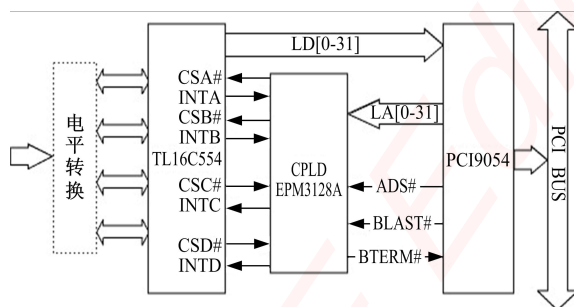 电平转换
CSA#
INTA
CSB#
INTB
TL16C554
CSC#
INTC
CSD#
INTD
LD[0-31]
CPLD
EPM3128A
LA[0-31]
ADS#
BLAST#
BTERM#
PCI9054
PCI BUS